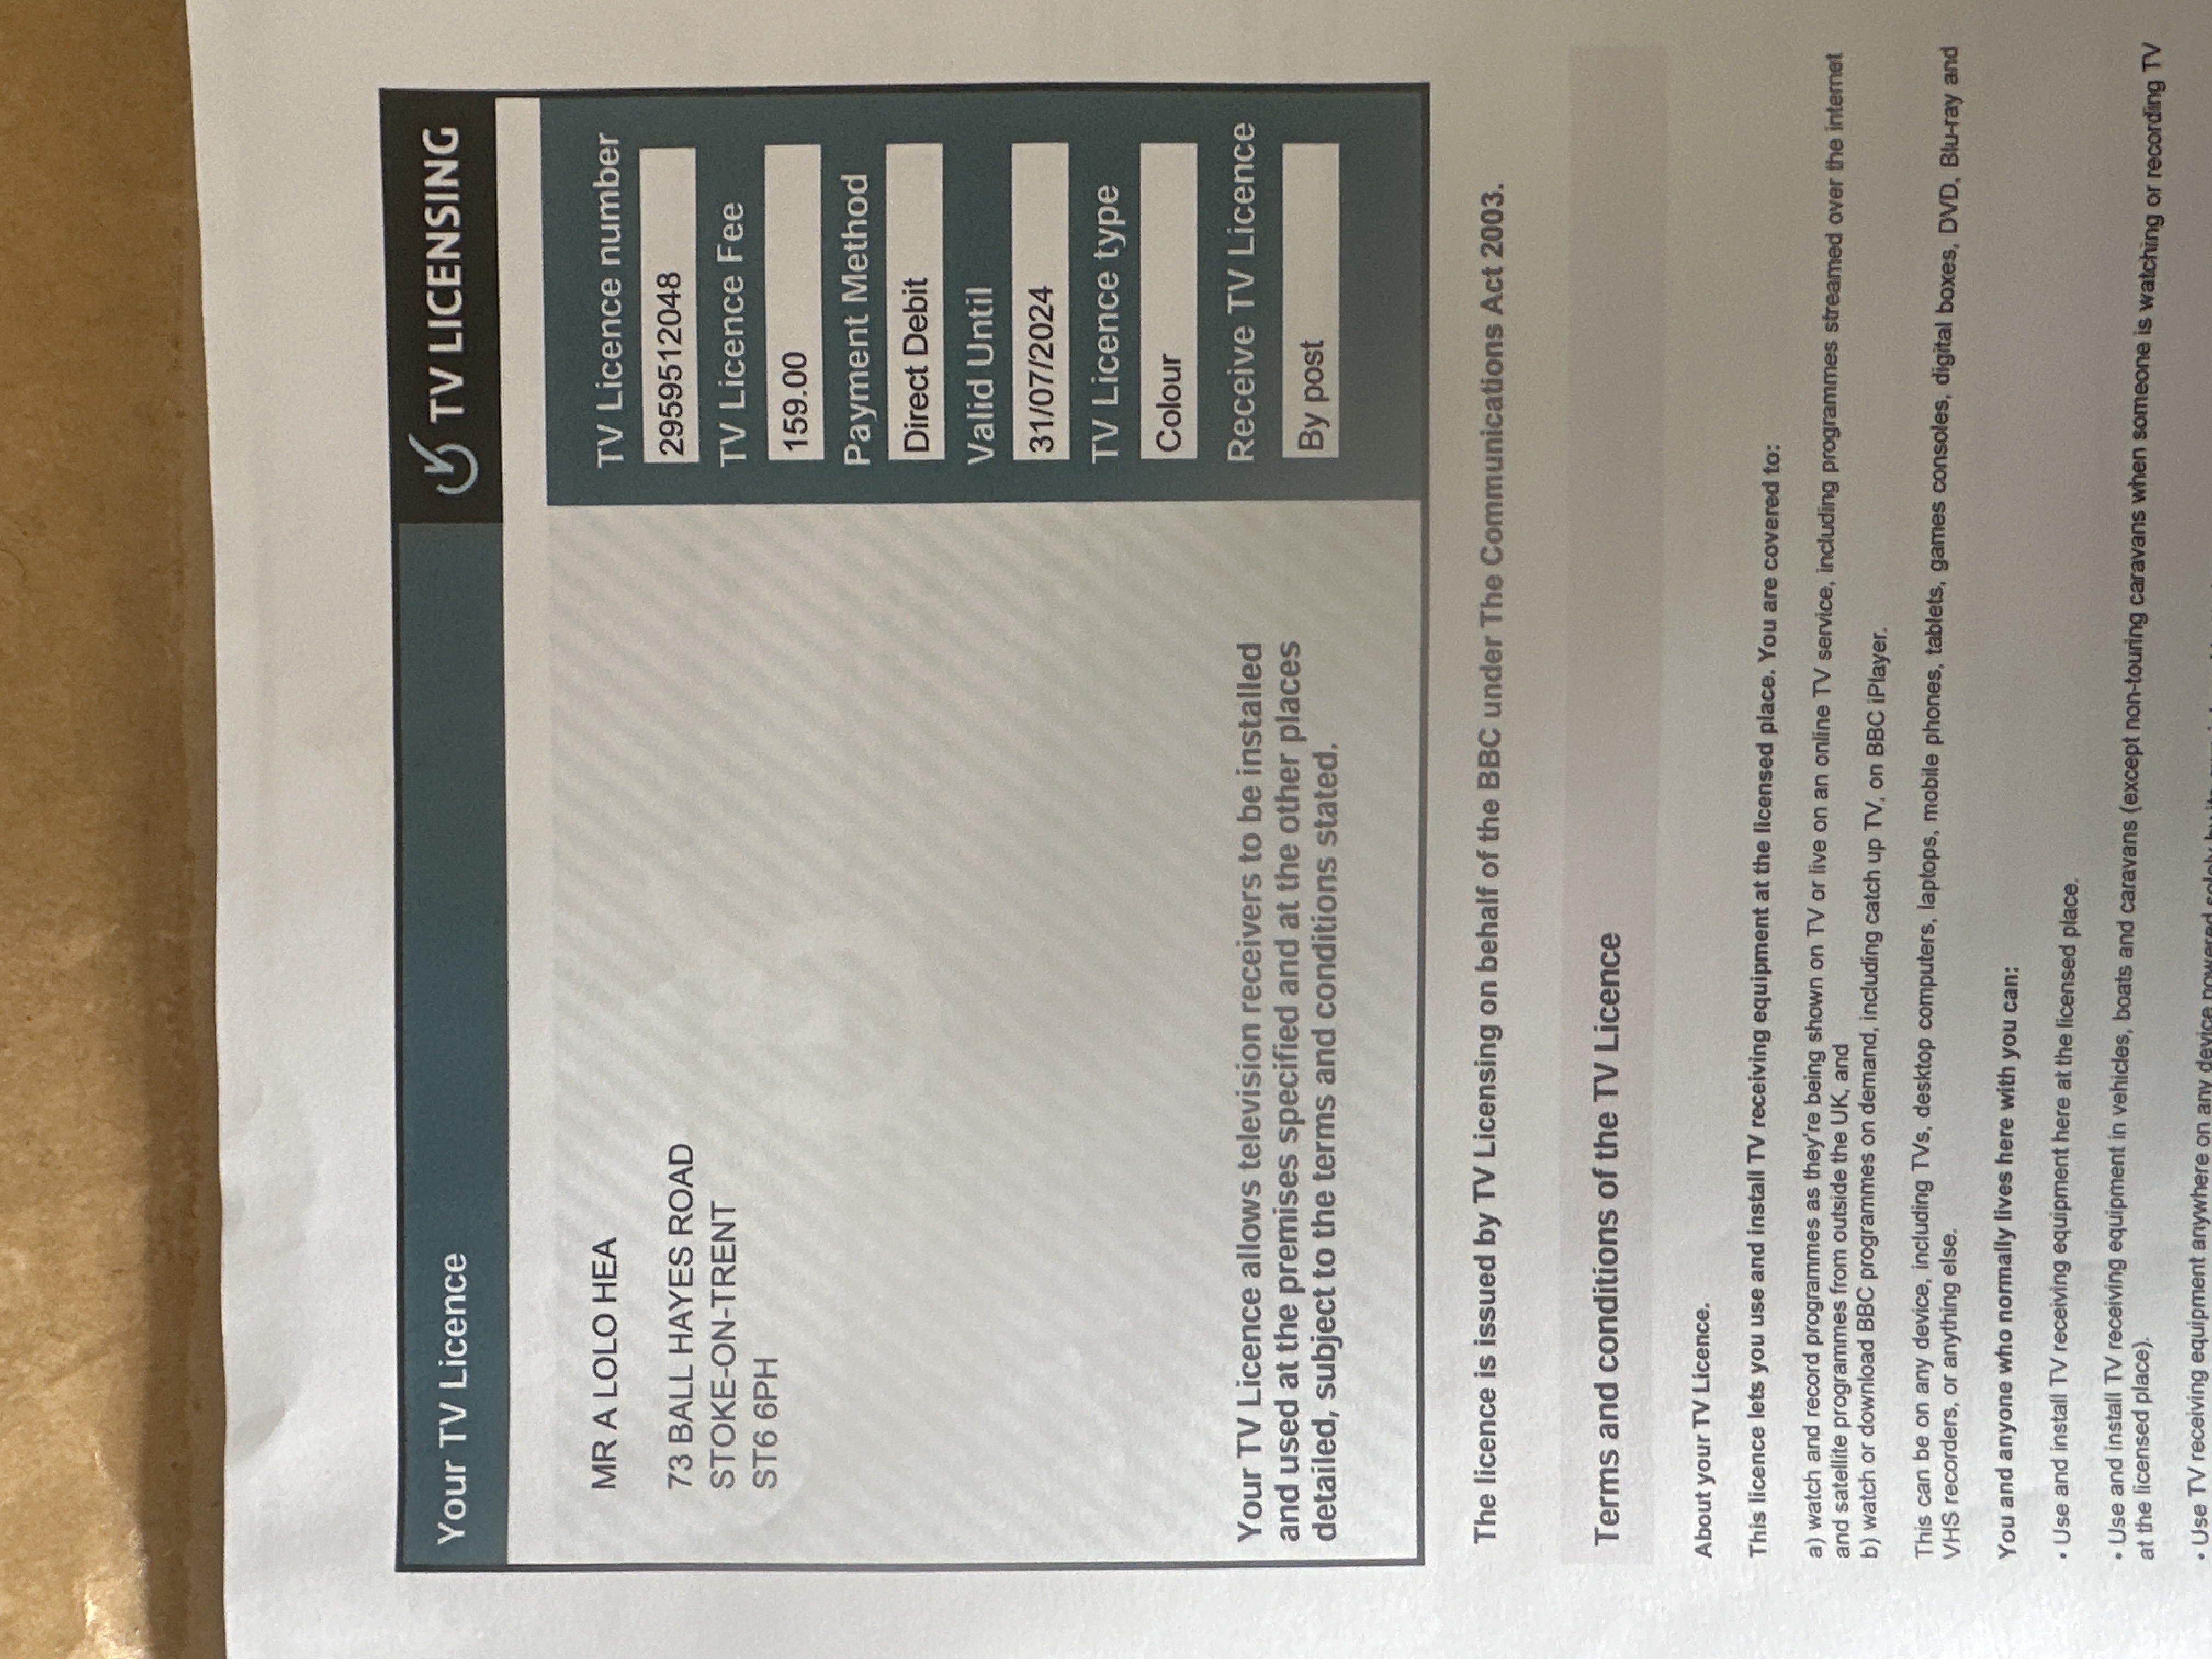 Your TV Licence
TV LICENSING
MR A LOLO HEA
73 BALL HAYES ROAD
STOKE-ON-TRENT
ST6 6PH
TV Licence number
2959512048
TV Licence Fee
159.00
Payment Method
Direct Debit
Valid Until
31/07/2024
TV Licence type
Colour
Receive TV Licence
By post
Your TV Licence allows television receivers to be installed
and used at the premises specified and at the other places
detailed, subject to the terms and conditions stated.
The licence is issued by TV Licensing on behalf of the BBC under The Communications Act 2003.
Terms and conditions of the TV Licence
About your TV Licence.
This licence lets you use and install TV receiving equipment at the licensed place. You are covered to:
a) watch and record programmes as they're being shown on TV or live on an online TV service, including programmes streamed over the internet
and satellite programmes from outside the UK, and
b) watch or download BBC programmes on demand, including catch up TV, on BBC iPlayer.
This can be on any device, including TVs, desktop computers, laptops, mobile phones, tablets, games consoles, digital boxes, DVD, Blu-ray and
VHS recorders, or anything else.
You and anyone who normally lives here with you can:
• Use and install TV receiving equipment here at the licensed place.
• Use and install TV receiving equipment in vehicles, boats and caravans (except non-touring caravans when someone is watching or recording TV
at the licensed place).
• Use TV receiving equipment anywhere on any device powered solely by its